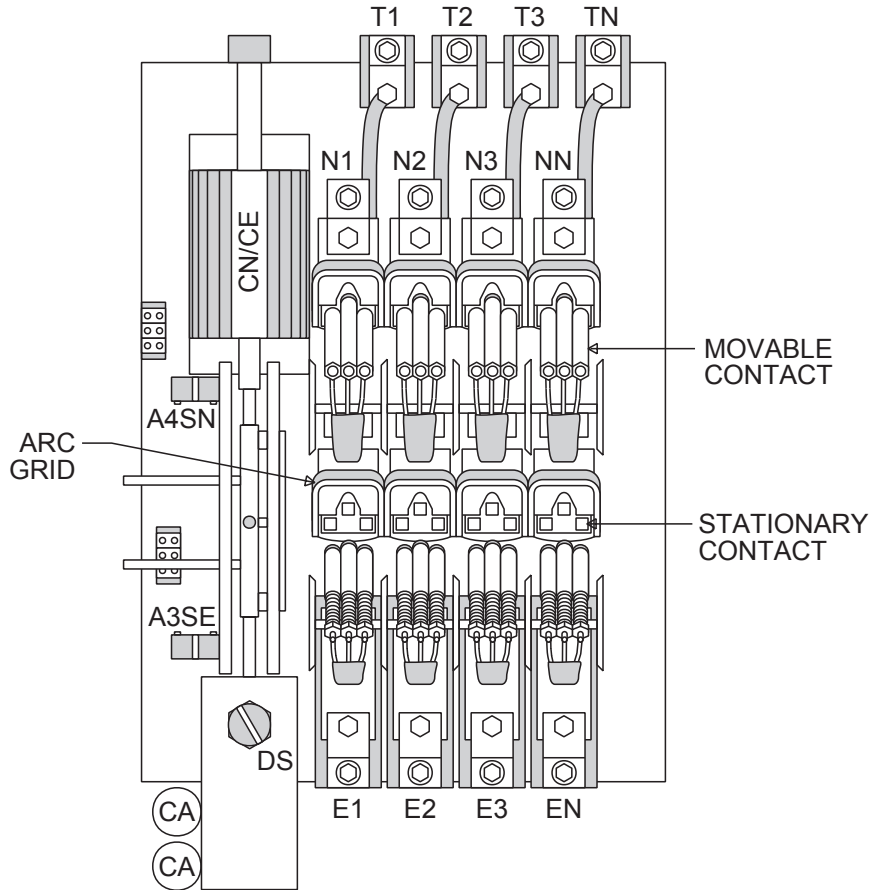 T1 T2 T3 TN
N1 N2 N3 NN
CN/CE
MOVABLE
CONTACT
A4SN
ARC
GRID
STATIONARY
CONTACT
A3SE
DS
E1 E2 E3 EN
CA
CA